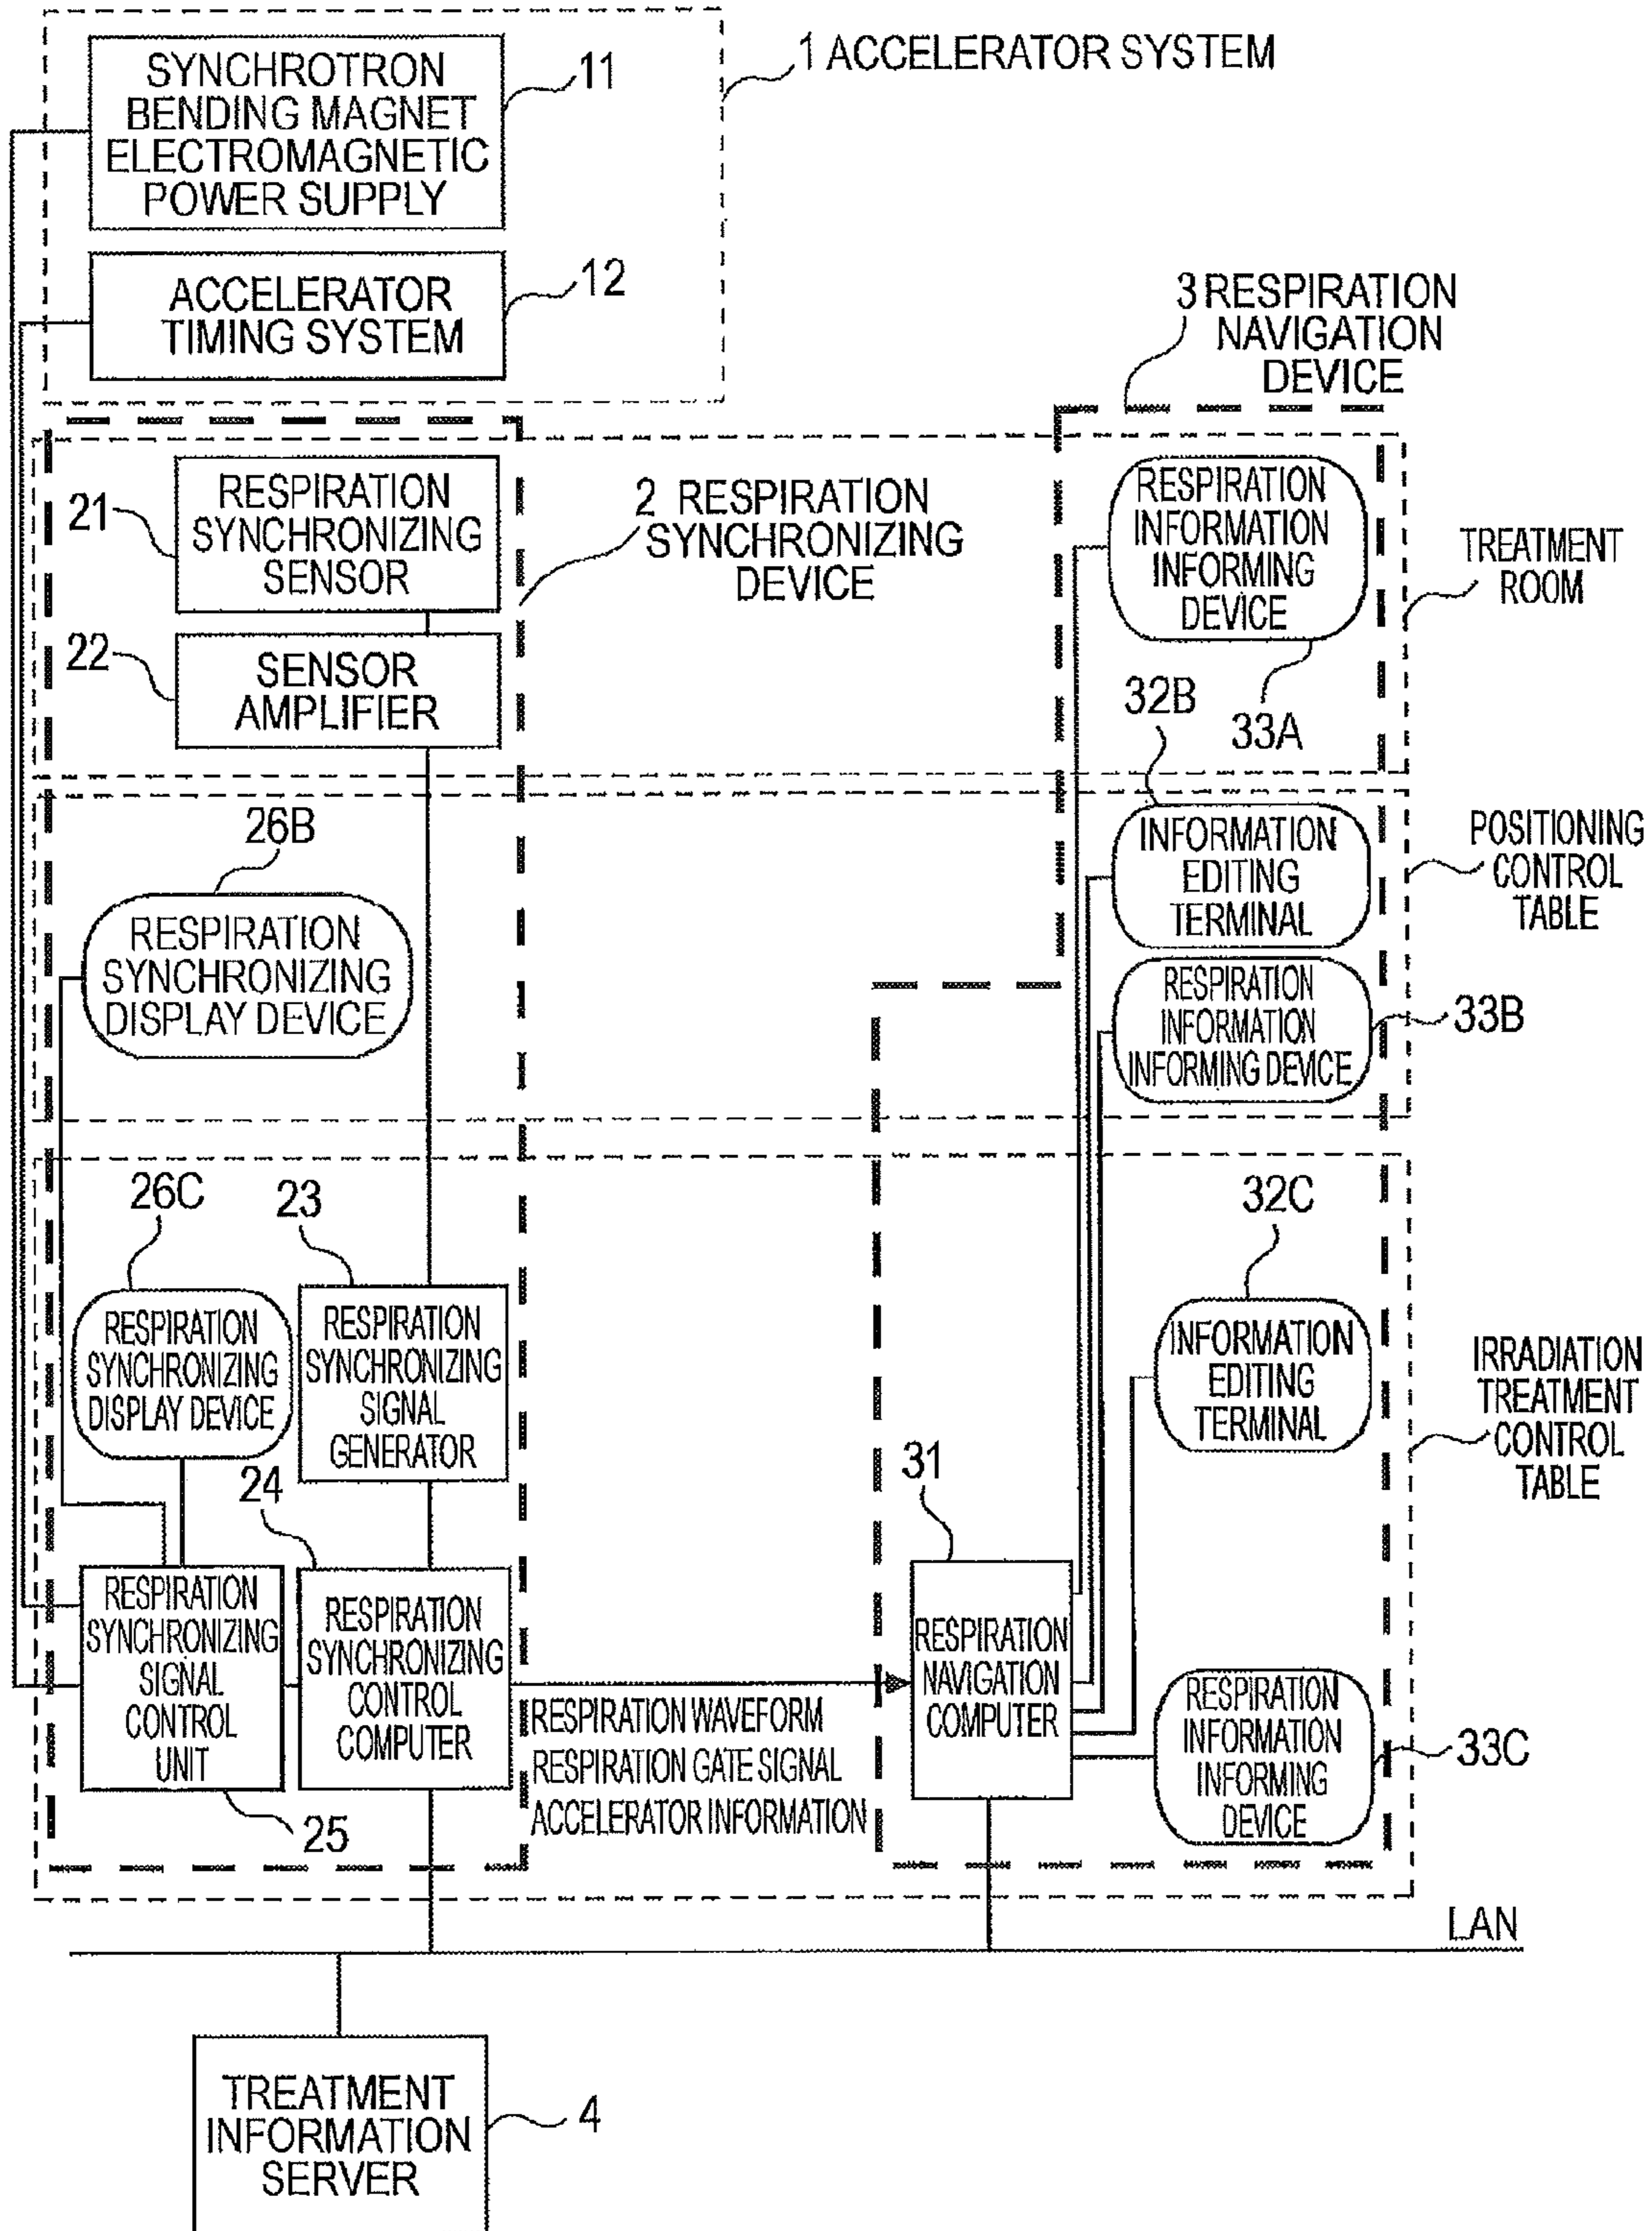 SYNCHROTRON
BENDING MAGNET
ELECTROMAGNETIC
POWER SUPPLY
11
1 ACCELERATOR SYSTEM
ACCELERATOR
TIMING SYSTEM
12
3 RESPIRATION
NAVIGATION
DEVICE
21
RESPIRATION
SYNCHRONIZING
SENSOR
2 RESPIRATION
SYNCHRONIZING
DEVICE
RESPIRATION
INFORMATION
INFORMING
DEVICE
33A
TREATMENT
ROOM
22
SENSOR
AMPLIFIER
32B
26B
RESPIRATION
SYNCHRONIZING
DISPLAY DEVICE
INFORMATION
EDITING
TERMINAL
POSITIONING
CONTROL
TABLE
RESPIRATION
INFORMATION
INFORMING DEVICE
33B
26C
RESPIRATION
SYNCHRONIZING
DISPLAY DEVICE
23
RESPIRATION
SYNCHRONIZING
SIGNAL
GENERATOR
32C
INFORMATION
EDITING
TERMINAL
IRRADIATION
TREATMENT
CONTROL
TABLE
24
31
RESPIRATION
SYNCHRONIZING
SIGNAL
CONTROL
UNIT
25
RESPIRATION
SYNCHRONIZING
CONTROL
COMPUTER
RESPIRATION WAVEFORM
RESPIRATION GATE SIGNAL
ACCELERATOR INFORMATION
RESPIRATION
NAVIGATION
COMPUTER
RESPIRATION
INFORMATION
INFORMING
DEVICE
33C
LAN
TREATMENT
INFORMATION
SERVER
4